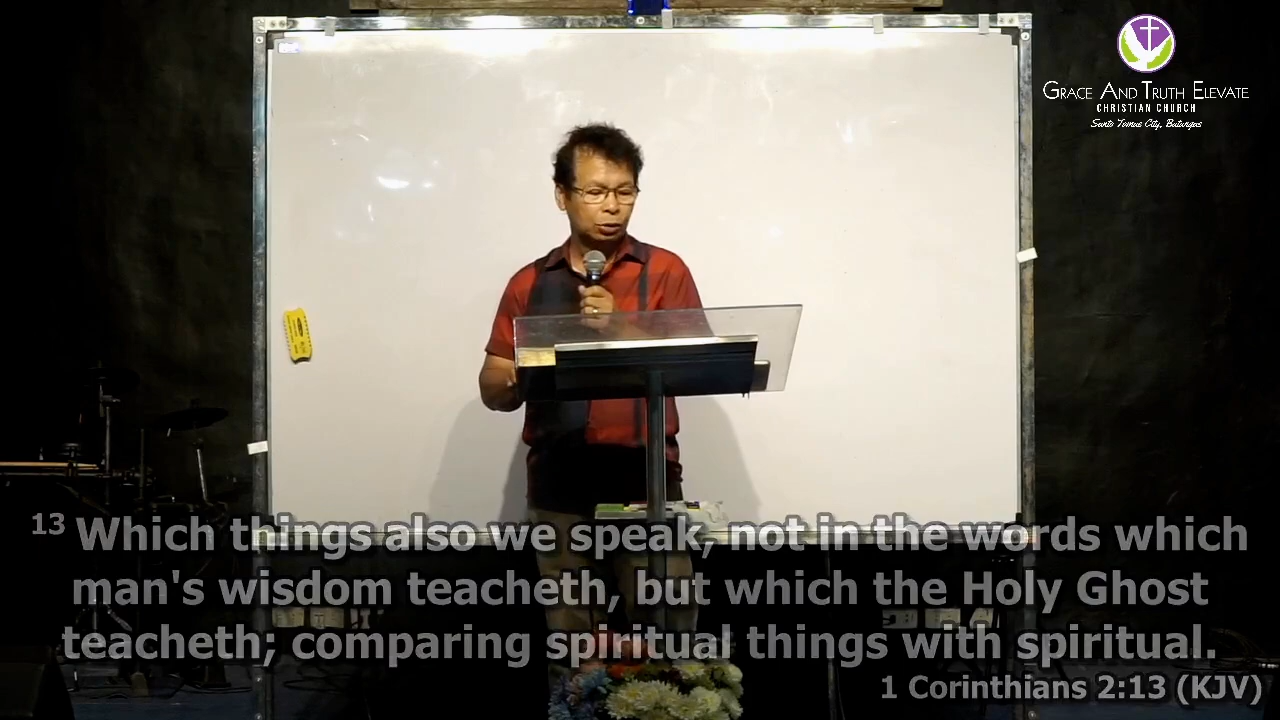 GRACE AND TRUTH ELEVATE
CHRISTIAN CHURCH
Santo Tomas City, Batangas
13 Which things also we speak, not in the words which
man's wisdom teacheth, but which the Holy Ghost
teacheth; comparing spiritual things with spiritual.
1 Corinthians 2:13 (KJV)